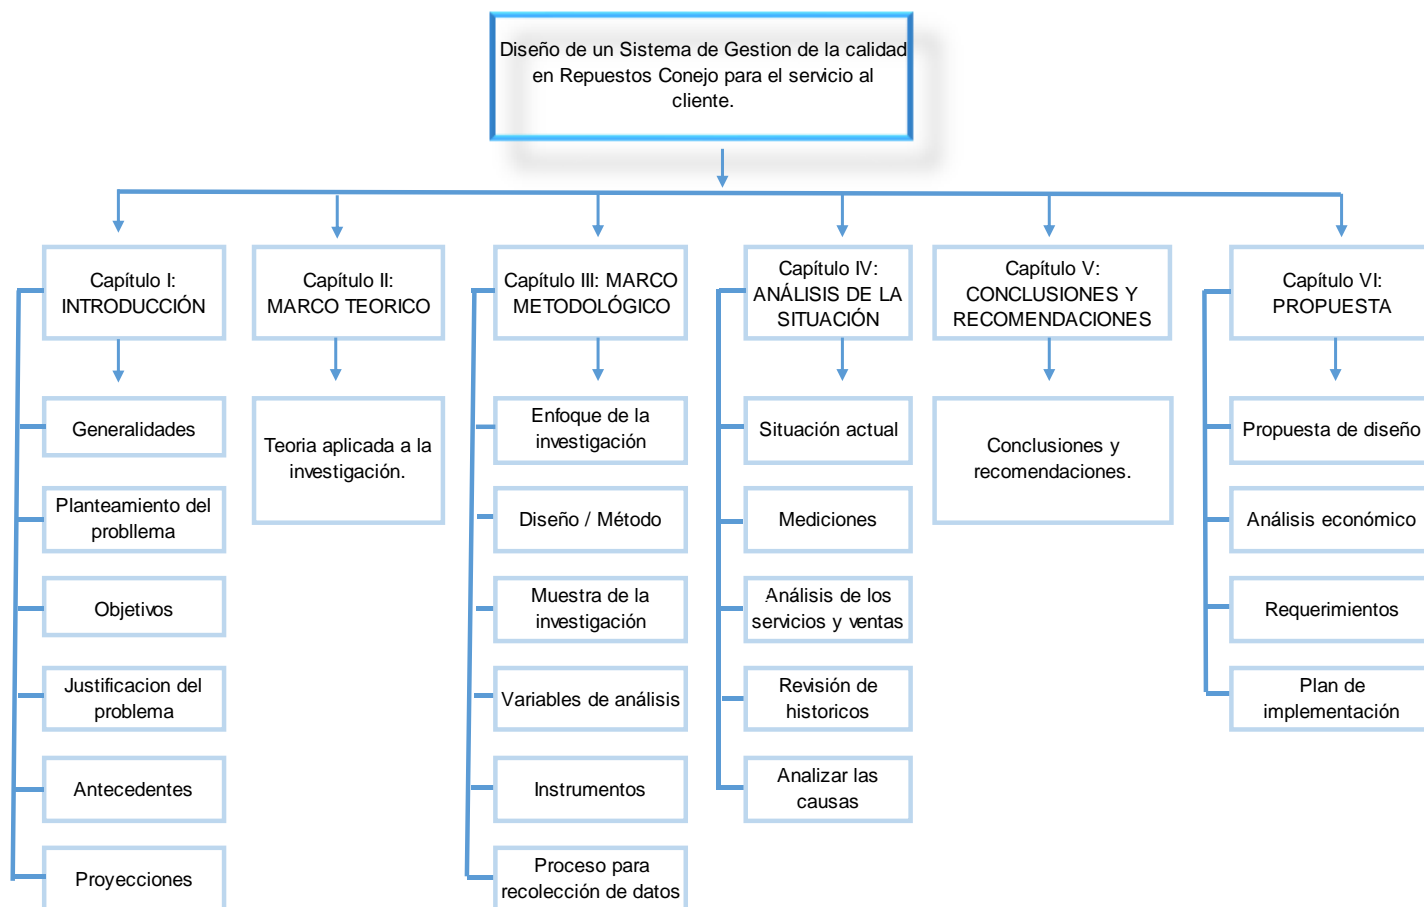 Diseño de un Sistema de Gestion de la calidad
en Repuestos Conejo para el servicio al
cliente.
Capítulo I:
INTRODUCCIÓN
Generalidades
Planteamiento del
probllema
Objetivos
Justificacion del
problema
Antecedentes
Proyecciones
Capítulo II:
MARCO TEORICO
Teoria aplicada a la
investigación.
Capítulo III: MARCO
METODOLÓGICO
Enfoque de la
investigación
Diseño / Método
Muestra de la
investigación
Variables de análisis
Instrumentos
Proceso para
recolección de datos
Capítulo IV:
ANÁLISIS DE LA
SITUACIÓN
Situación actual
Mediciones
Análisis de los
servicios y ventas
Revisión de
historicos
Analizar las
causas
Capítulo V:
CONCLUSIONES Y
RECOMENDACIONES
Conclusiones y
recomendaciones.
Capítulo VI:
PROPUESTA
Propuesta de diseño
Análisis económico
Requerimientos
Plan de
implementación